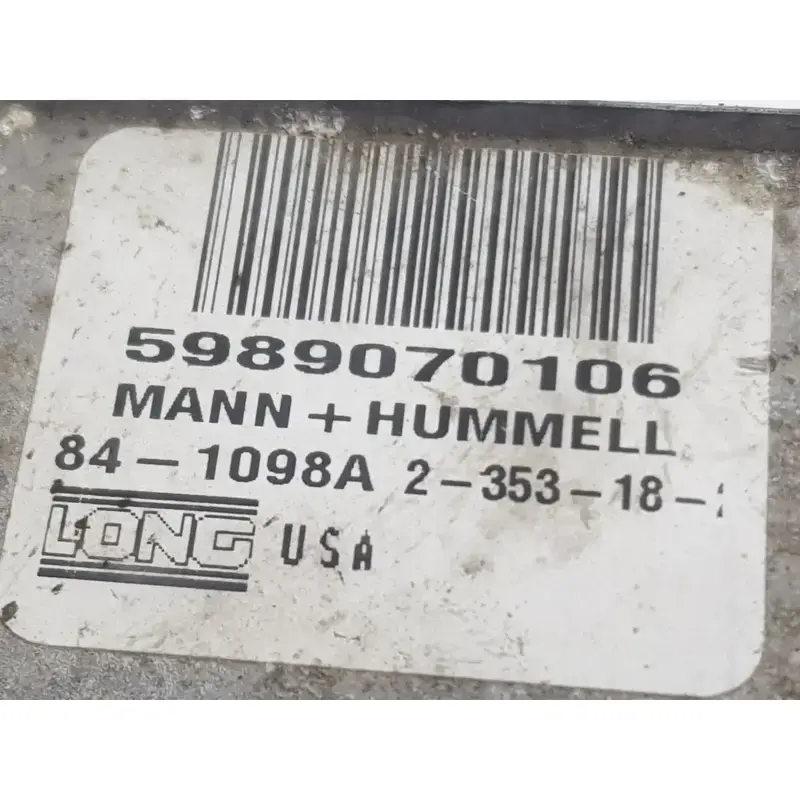 5989070106
MANN + HUMMELL
84-1098A 2-353-18-
LONG USA